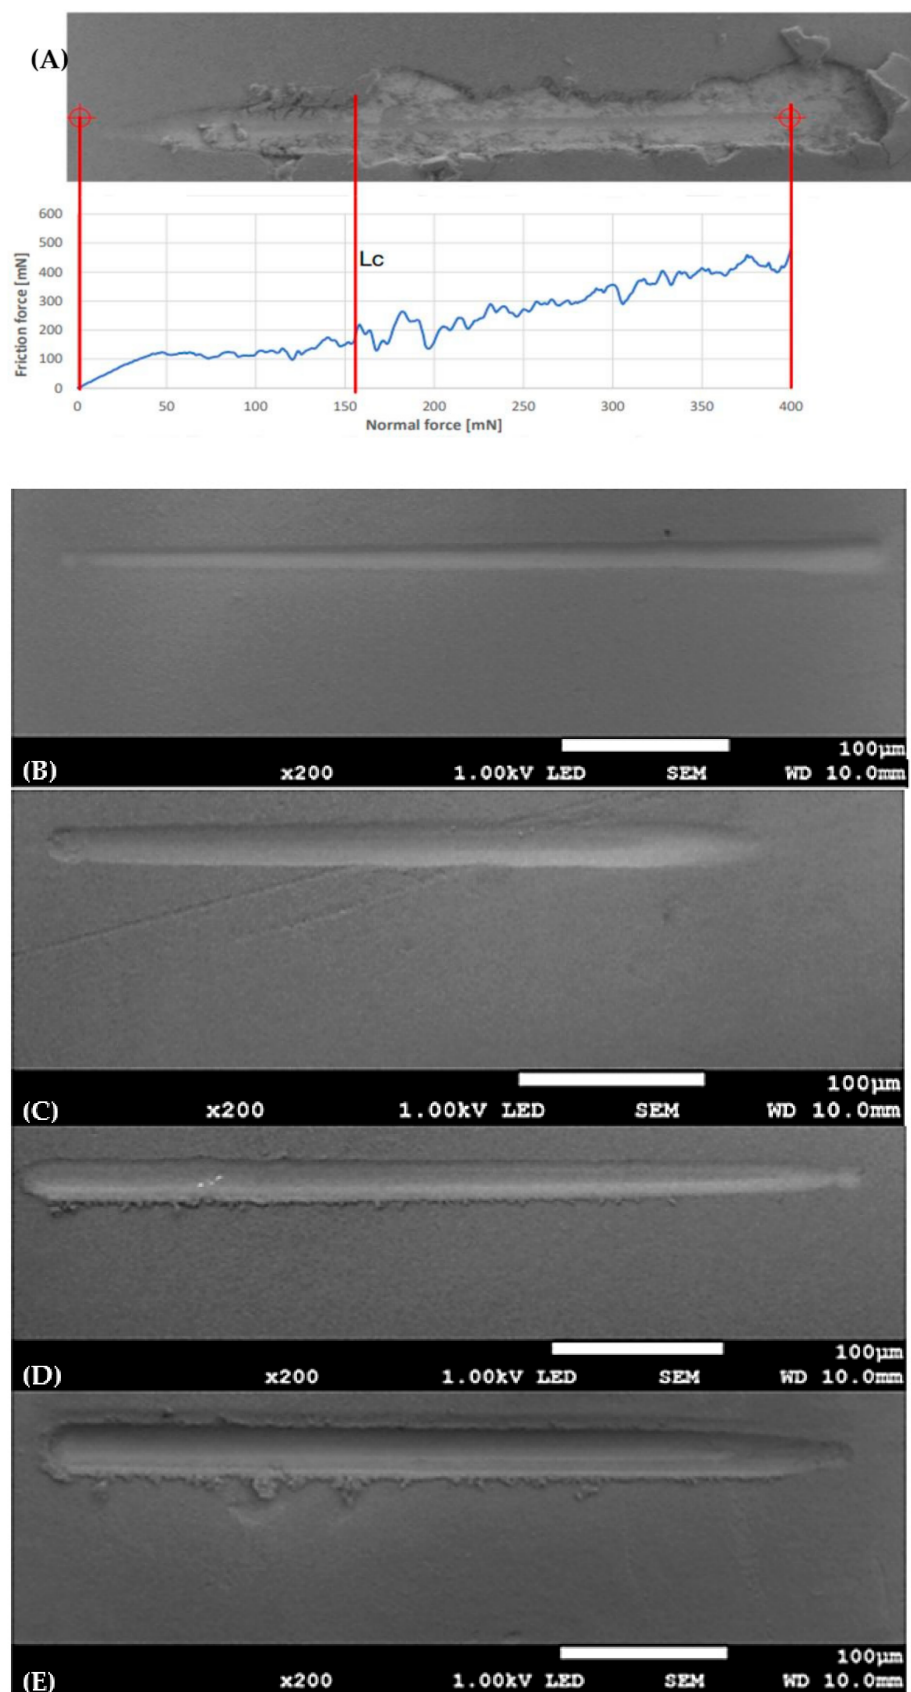 (A)
600
500
400
300
200
100
0
Friction force [mN]
Lc
0 50 100 150 200 250 300 350 400
Normal force [mN]
100μm
(B) x200 1.00kV LED SEM WD 10.0mm
100μm
(C) x200 1.00kV LED SEM WD 10.0mm
100μm
(D) x200 1.00kV LED SEM WD 10.0mm
100μm
(E) x200 1.00kV LED SEM WD 10.0mm